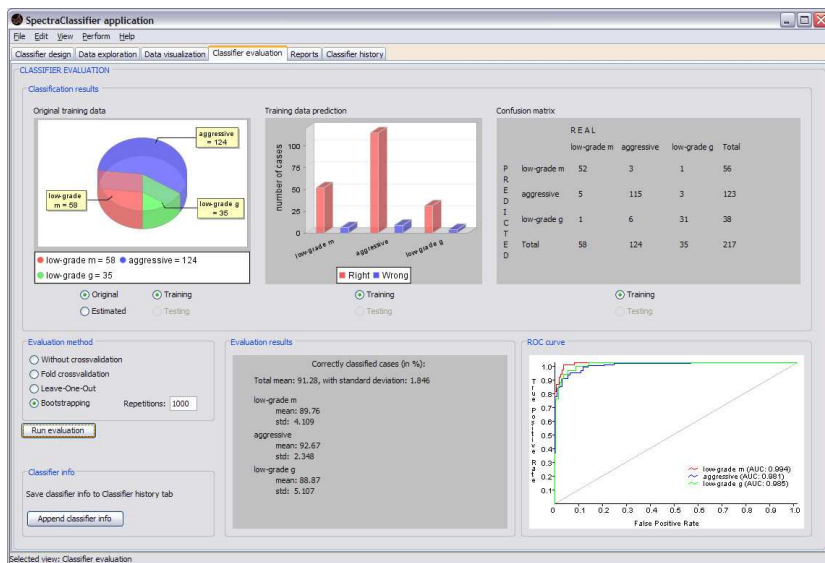 SpectraClassifier application
File Edit View Perform Help
Classifier design Data exploration Data visualization Classifier evaluation Reports Classifier history
CLASSIFIER EVALUATION
Classification results
Original training data
aggressive = 124
low-grade m = 58
low-grade g = 35
low-grade m = 58 aggressive = 124
low-grade g = 35
Original Training
Estimated Testing
Training data prediction
number of cases
100
75
50
25
0
low-grade m aggressive low-grade g
Right Wrong
Training
Testing
Confusion matrix
REAL
low-grade m aggressive low-grade g Total
PREDICTED
low-grade m 52 3 1 56
aggressive 5 115 3 123
low-grade g 1 6 31 38
Total 58 124 35 217
Training
Testing
Evaluation method
Without crossvalidation
Fold crossvalidation
Leave-One-Out
Bootstrapping Repetitions: 1000
Run evaluation
Classifier info
Save classifier info to Classifier history tab
Append classifier info
Evaluation results
Correctly classified cases (in %):
Total mean: 91.28, with standard deviation: 1.846
low-grade m
mean: 89.76
std: 4.109
aggressive
mean: 92.67
std: 2.348
low-grade g
mean: 88.87
std: 5.107
ROC curve
True Positive Rate
1.0
0.9
0.8
0.7
0.6
0.5
0.4
0.3
0.2
0.1
low-grade m (AUC: 0.994)
aggressive (AUC: 0.981)
low-grade g (AUC: 0.985)
0 0.1 0.2 0.3 0.4 0.5 0.6 0.7 0.8 0.9 1.0
False Positive Rate
Selected view: Classifier evaluation